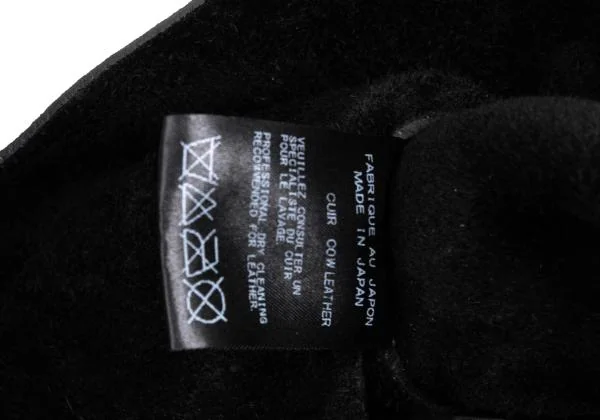 FABRIQUE AU JAPON
MADE IN JAPAN
CUIR COW LEATHER
VEUILLEZ CONSULTER UN
SPECIALISTE DU CUIR
POUR LE LAVAGE.
PROFESSIONAL DRY CLEANING
RECOMMENDED FOR LEATHER.